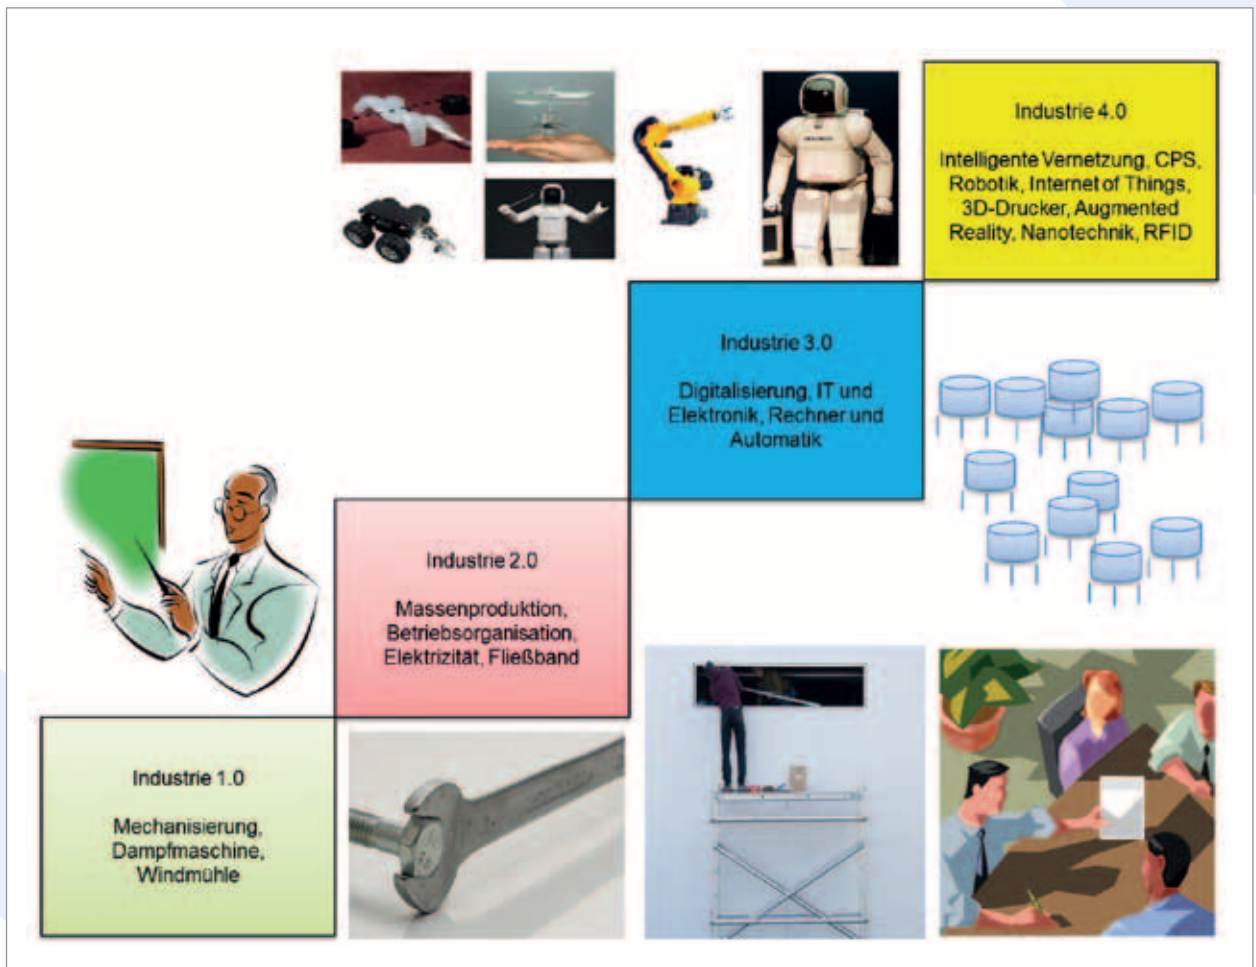 Industrie 4.0
Intelligente Vernetzung, CPS,
Robotik, Internet of Things,
3D-Drucker, Augmented
Reality, Nanotechnik, RFID
Industrie 3.0
Digitalisierung, IT und
Elektronik, Rechner und
Automatik
Industrie 2.0
Massenproduktion,
Betriebsorganisation,
Elektrizität, Fließband
Industrie 1.0
Mechanisierung,
Dampfmaschine,
Windmühle